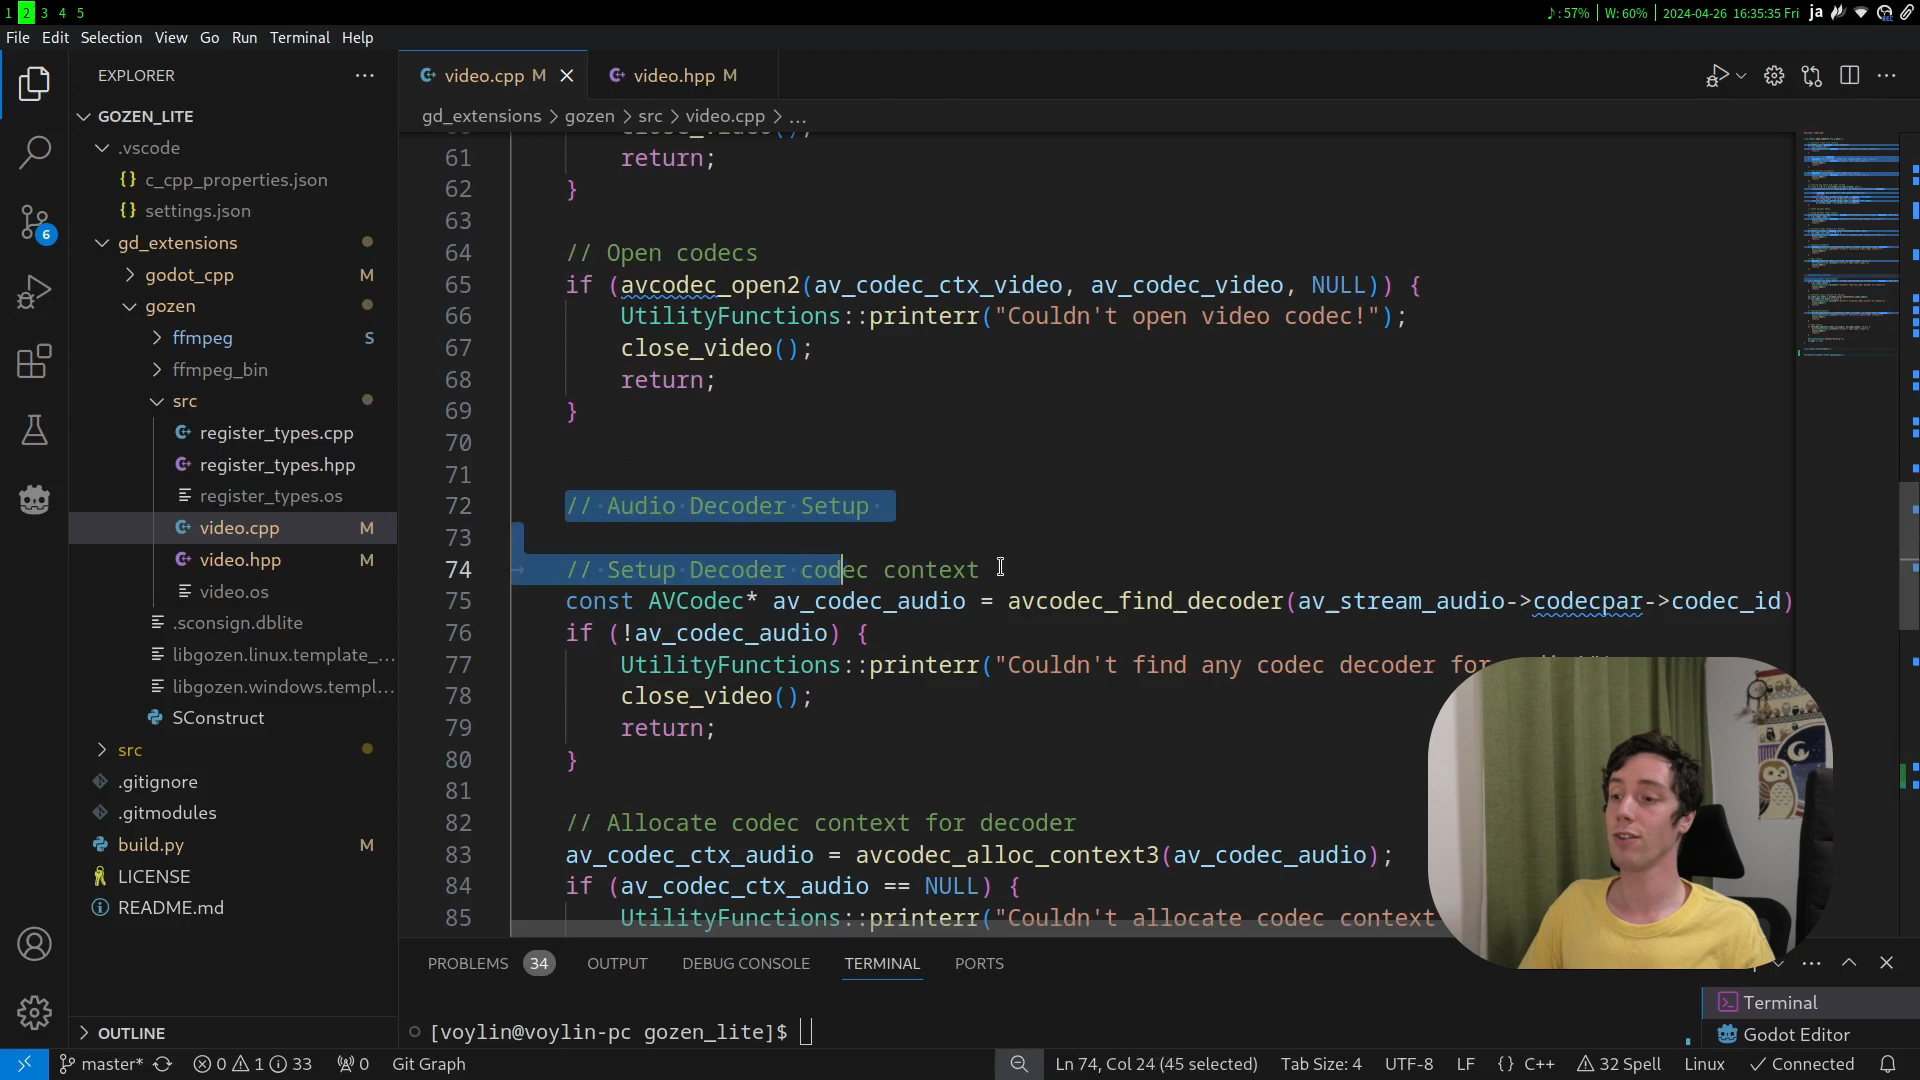 1 2 3 4 5
♪: 57% | W: 60% | 2024-04-26 16:35:35 Fri ja
File Edit Selection View Go Run Terminal Help
EXPLORER
GOZEN_LITE
.vscode
c_cpp_properties.json
settings.json
gd_extensions
godot_cpp M
gozen
ffmpeg S
ffmpeg_bin
src
register_types.cpp
register_types.hpp
register_types.os
video.cpp M
video.hpp M
video.os
.sconsign.dblite
libgozen.linux.template_...
libgozen.windows.templ...
SConstruct
src
.gitignore
.gitmodules
build.py M
LICENSE
README.md
OUTLINE
6
video.cpp M
video.hpp M
gd_extensions > gozen > src > video.cpp > ...
61 return;
62 }
63
64 // Open codecs
65 if (avcodec_open2(av_codec_ctx_video, av_codec_video, NULL)) {
66 UtilityFunctions::printerr("Couldn't open video codec!");
67 close_video();
68 return;
69 }
70
71
72 // Audio Decoder Setup
73
74 // Setup Decoder codec context
75 const AVCodec* av_codec_audio = avcodec_find_decoder(av_stream_audio->codecpar->codec_id)
76 if (!av_codec_audio) {
77 UtilityFunctions::printerr("Couldn't find any codec decoder for
78 close_video();
79 return;
80 }
81
82 // Allocate codec context for decoder
83 av_codec_ctx_audio = avcodec_alloc_context3(av_codec_audio);
84 if (av_codec_ctx_audio == NULL) {
85 UtilityFunctions::printerr("Couldn't allocate codec context
PROBLEMS 34 OUTPUT DEBUG CONSOLE TERMINAL PORTS
[voylin@voylin-pc gozen_lite]$
Terminal
Godot Editor
master* 0 1 33 0 Git Graph Ln 74, Col 24 (45 selected) Tab Size: 4 UTF-8 LF {} C++ 32 Spell Linux Connected